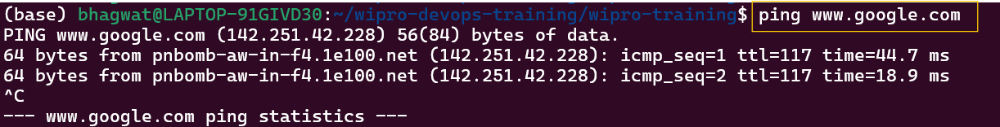 (base) bhagwat@LAPTOP-91GIVD30:~/wipro-devops-training/wipro-training$ ping www.google.com
PING www.google.com (142.251.42.228) 56(84) bytes of data.
64 bytes from pnbomb-aw-in-f4.1e100.net (142.251.42.228): icmp_seq=1 ttl=117 time=44.7 ms
64 bytes from pnbomb-aw-in-f4.1e100.net (142.251.42.228): icmp_seq=2 ttl=117 time=18.9 ms
^C
--- www.google.com ping statistics ---